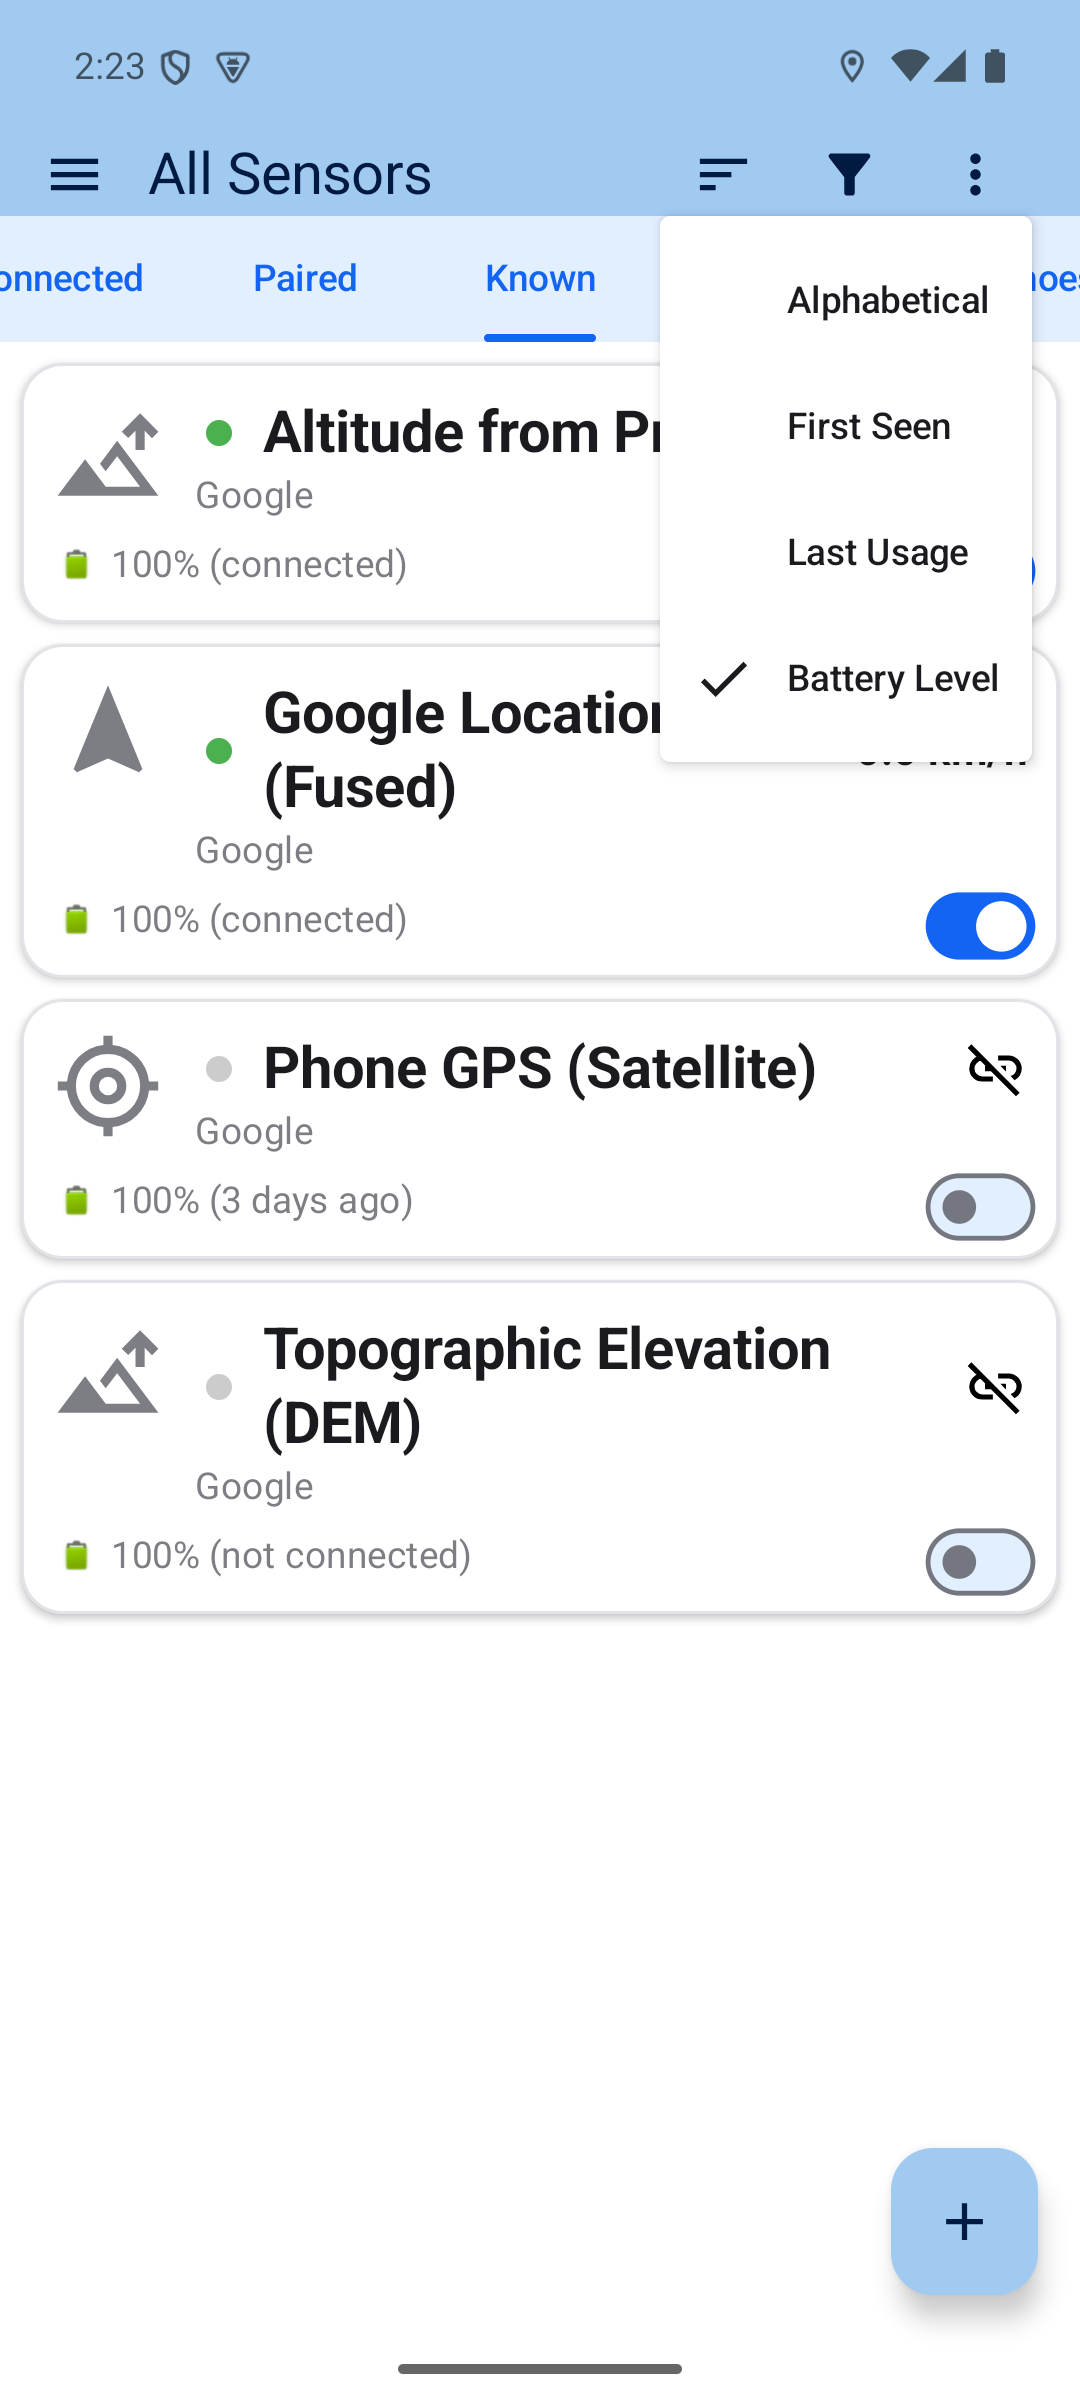 2:23
All Sensors
onnected
Paired
Known
hoes
Alphabetical
First Seen
Last Usage
Battery Level
Altitude from Pr
Google
100% (connected)
Google Location
(Fused)
Google
100% (connected)
Phone GPS (Satellite)
Google
100% (3 days ago)
Topographic Elevation
(DEM)
Google
100% (not connected)